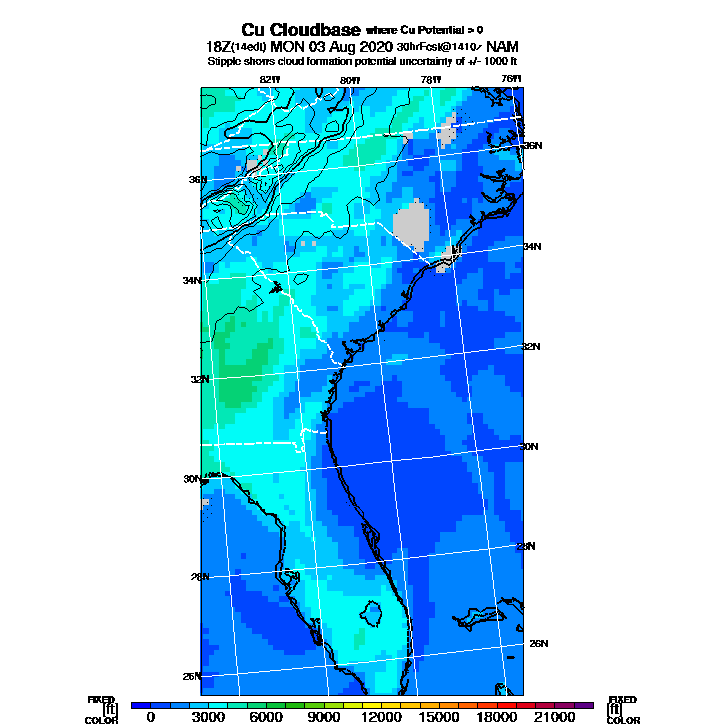 Cu Cloudbase where Cu Potential > 0
18Z(14edt) MON 03 Aug 2020 30hrFcst@1410z NAM
Stipple shows cloud formation potential uncertainty of +/- 1000 ft
82W 80W 78W 76W
36N
36N
34N
34N
32N
32N
30N
30N
28N
28N
26N
26N
FIXED FIXED
[ft] [ft]
COLOR 0 3000 6000 9000 12000 15000 18000 21000 COLOR